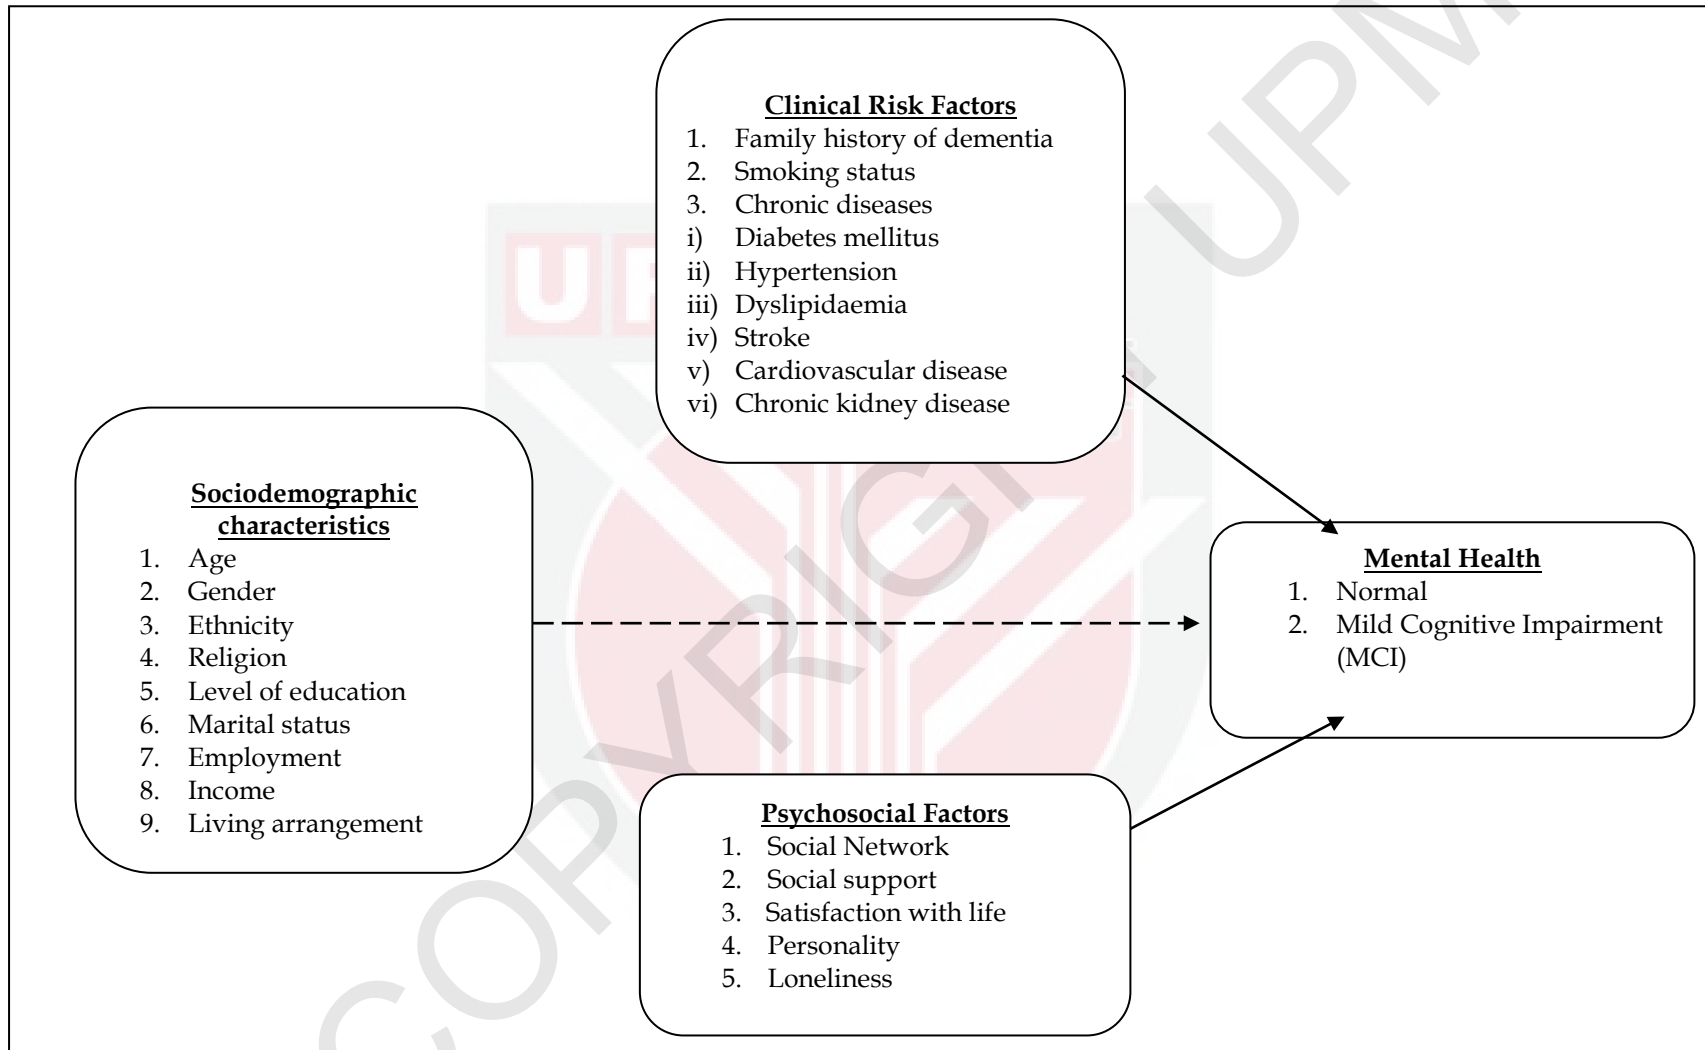 Clinical Risk Factors
1. Family history of dementia
2. Smoking status
3. Chronic diseases
i) Diabetes mellitus
ii) Hypertension
iii) Dyslipidaemia
iv) Stroke
v) Cardiovascular disease
vi) Chronic kidney disease
Sociodemographic
characteristics
1. Age
2. Gender
3. Ethnicity
4. Religion
5. Level of education
6. Marital status
7. Employment
8. Income
9. Living arrangement
Mental Health
1. Normal
2. Mild Cognitive Impairment
(MCI)
Psychosocial Factors
1. Social Network
2. Social support
3. Satisfaction with life
4. Personality
5. Loneliness
COPYRIGHT UPM